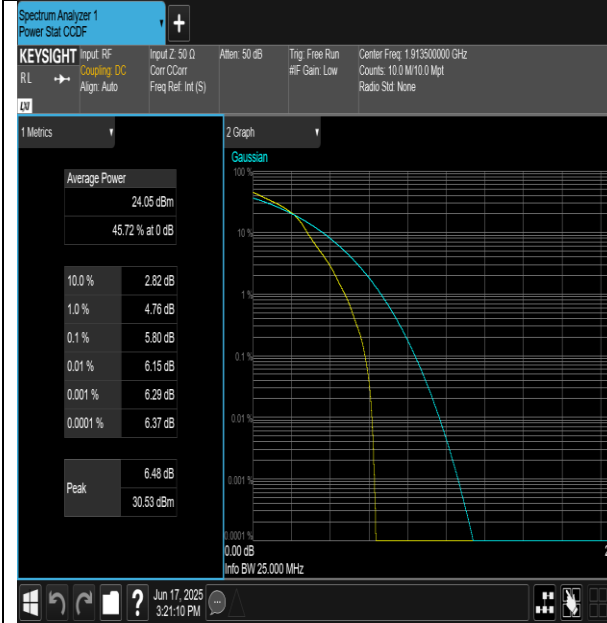 Spectrum Analyzer 1
Power Stat CCDF
+
KEYSIGHT
RL
LXI
Input: RF
Coupling: DC
Align: Auto
Input Z: 50 Ω
Corr CCorr
Freq Ref: Int (S)
Atten: 50 dB
Trig: Free Run
#IF Gain: Low
Center Freq: 1.913500000 GHz
Counts: 10.0 M/10.0 Mpt
Radio Std: None
1 Metrics
Average Power
24.05 dBm
45.72 % at 0 dB
10.0 % 2.82 dB
1.0 % 4.76 dB
0.1 % 5.80 dB
0.01 % 6.15 dB
0.001 % 6.29 dB
0.0001 % 6.37 dB
Peak 6.48 dB
30.53 dBm
2 Graph
Gaussian
100 %
10 %
1 %
0.1 %
0.01 %
0.001 %
0.0001 %
0.00 dB
Info BW 25.000 MHz
?
Jun 17, 2025
3:21:10 PM